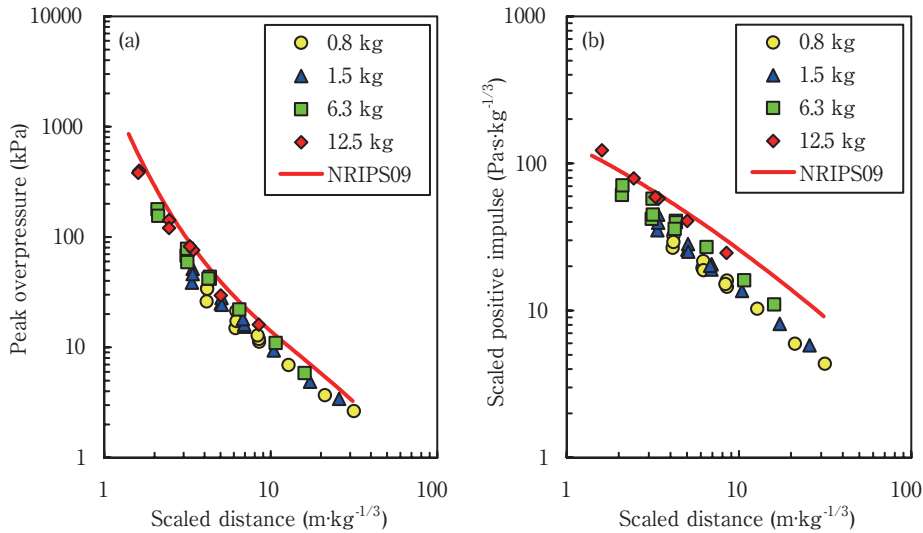 (a)
0.8 kg
1.5 kg
6.3 kg
12.5 kg
NRIPS09
10000
1000
100
10
1
Peak overpressure (kPa)
1
10
100
Scaled distance (m·kg-1/3)
(b)
0.8 kg
1.5 kg
6.3 kg
12.5 kg
NRIPS09
1000
100
10
1
Scaled positive impulse (Pa·s·kg-1/3)
1
10
100
Scaled distance (m·kg-1/3)